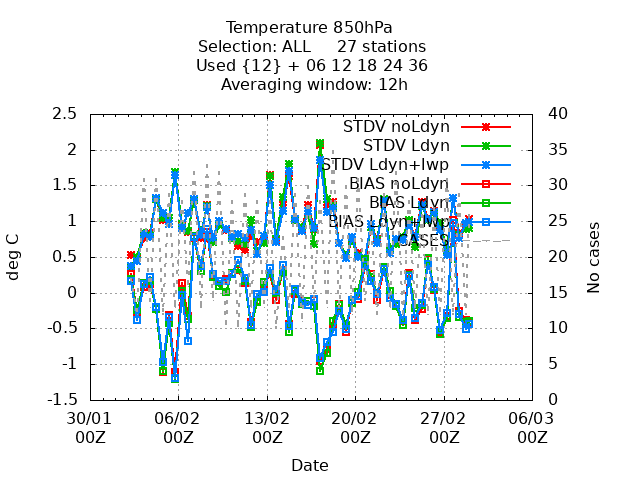 Temperature 850hPa
Selection: ALL 27 stations
Used {12} + 06 12 18 24 36
Averaging window: 12h
2.5
2
1.5
1
0.5
0
-0.5
-1
-1.5
deg C
40
35
30
25
20
15
10
5
0
No cases
STDV noLdyn
STDV Ldyn
STDV Ldyn+lwp
BIAS noLdyn
BIAS Ldyn
BIAS Ldyn+lwp
CASES
30/01 06/02 13/02 20/02 27/02 06/03
00Z 00Z 00Z 00Z 00Z 00Z
Date